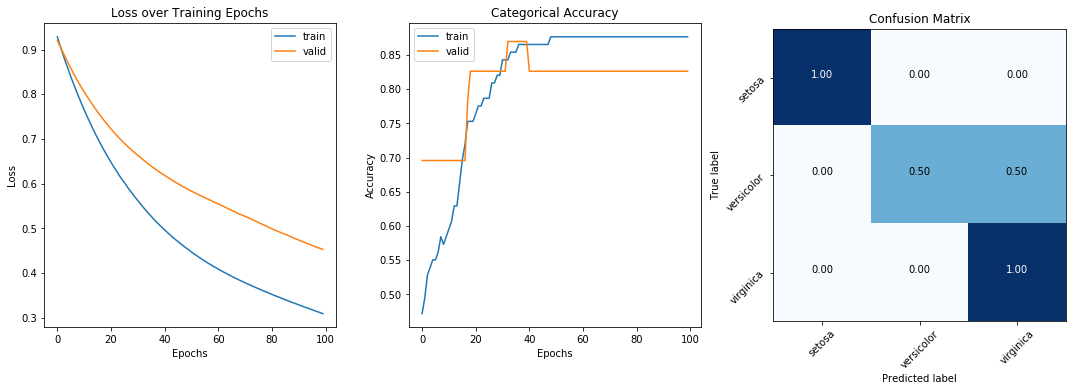 Loss over Training Epochs
train
valid
0.9
0.8
0.7
0.6
0.5
0.4
0.3
Loss
0
20
40
60
80
100
Epochs
Categorical Accuracy
train
valid
0.85
0.80
0.75
0.70
0.65
0.60
0.55
0.50
Accuracy
0
20
40
60
80
100
Epochs
Confusion Matrix
setosa
1.00 0.00 0.00
versicolor
0.00 0.50 0.50
virginica
0.00 0.00 1.00
True label
setosa
versicolor
virginica
Predicted label